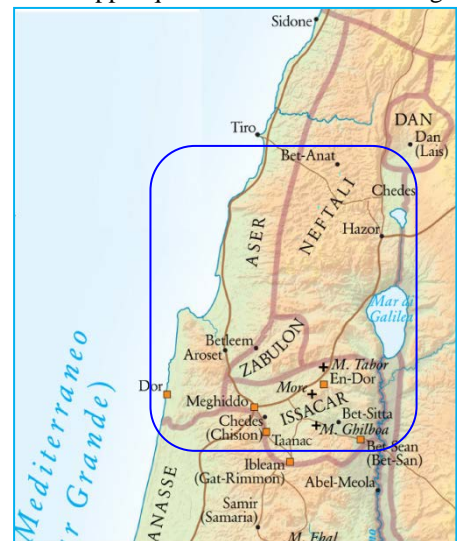 Sidone
DAN
Tiro
Dan
(Lais)
Bet-Anat
Chedes
NEFTALI
ASER
Hazor
Mar di
Galilea
Betleem
Aroset
ZABULON
M. Tabor
En-Dor
Dor
More
Meghiddo
ISSACAR
Chedes
(Chision)
Bet-Sitta
M. Ghilboa
Taanac
Bet-Sean
(Bet-San)
Ibleam
(Gat-Rimmon)
Abel-Meola
Samir
(Samaria)
M. Ebal
ANASSE
Mediterraneo
r Grande)